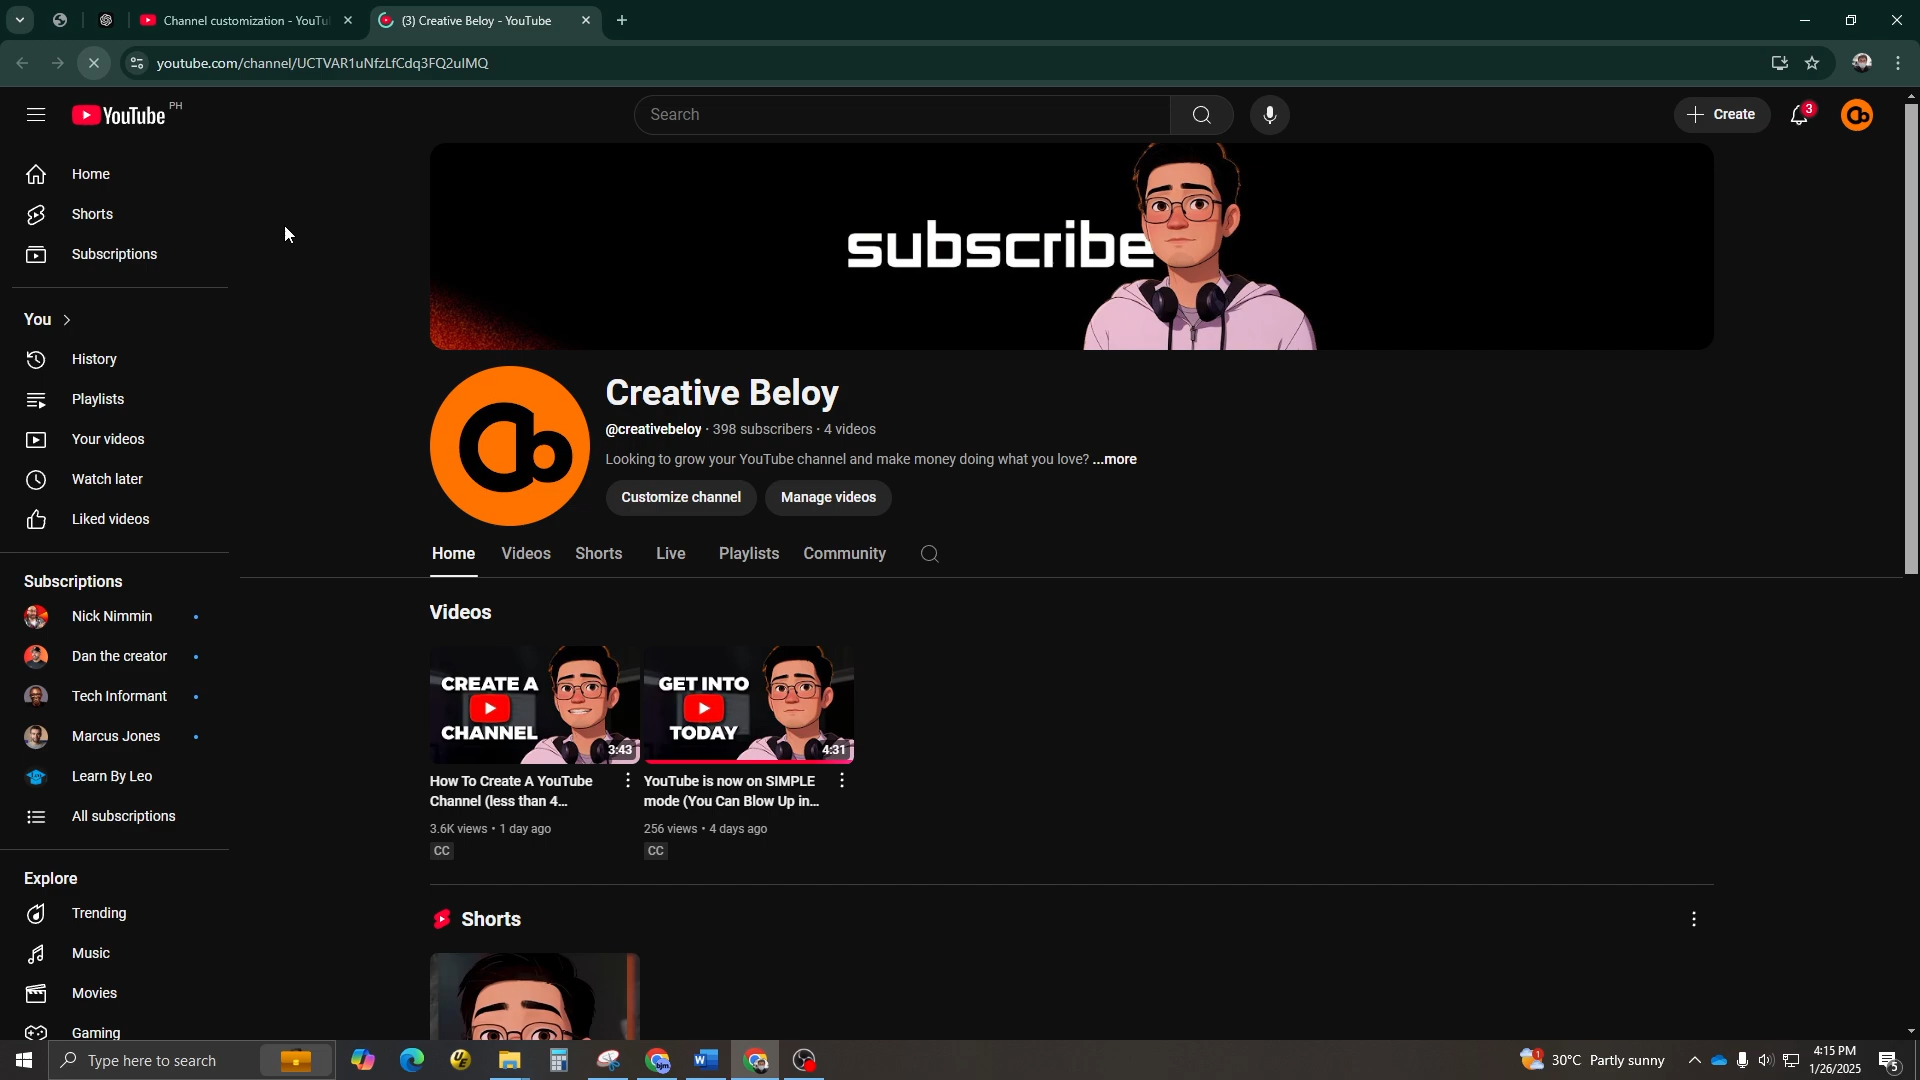 Channel customization - YouTu
(3) Creative Beloy - YouTube
youtube.com/channel/UCTVAR1uNfzLfCdq3FQ2uIMQ
YouTube PH
Search
Create
3
Cb
Home
Shorts
Subscriptions
You
History
Playlists
Your videos
Watch later
Liked videos
Subscriptions
Nick Nimmin
Dan the creator
Tech Informant
Marcus Jones
Learn By Leo
All subscriptions
Explore
Trending
Music
Movies
Gaming
subscribe
Cb
Creative Beloy
@creativebeloy · 398 subscribers · 4 videos
Looking to grow your YouTube channel and make money doing what you love? ...more
Customize channel
Manage videos
Home Videos Shorts Live Playlists Community
Videos
CREATE A
CHANNEL
3:43
How To Create A YouTube
Channel (less than 4...
3.6K views • 1 day ago
CC
GET INTO
TODAY
4:31
YouTube is now on SIMPLE
mode (You Can Blow Up in...
256 views • 4 days ago
CC
Shorts
Type here to search
1
30°C Partly sunny
4:15 PM
1/26/2025
5